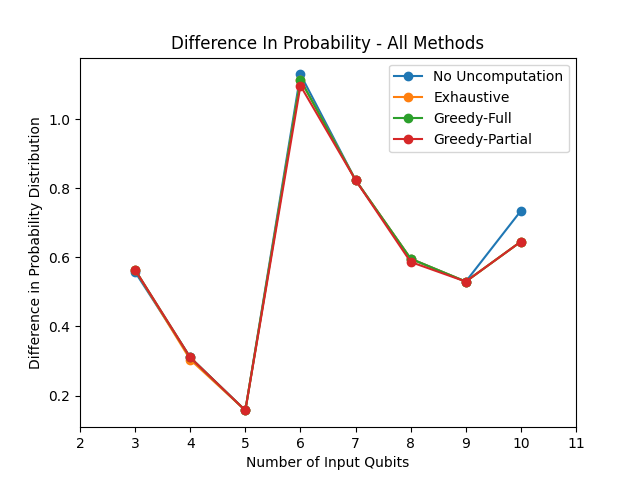 Difference In Probability - All Methods
Difference in Probability Distribution
1.0
0.8
0.6
0.4
0.2
No Uncomputation
Exhaustive
Greedy-Full
Greedy-Partial
2 3 4 5 6 7 8 9 10 11
Number of Input Qubits